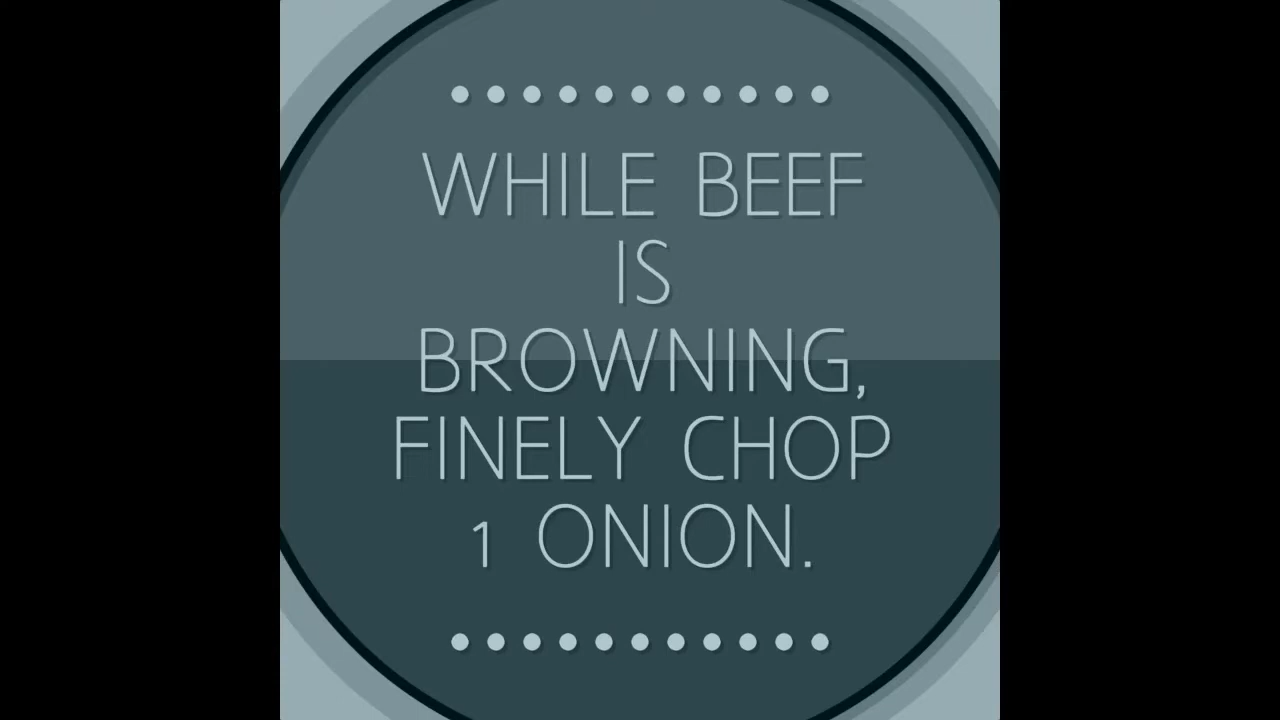 WHILE BEEF
IS
BROWNING,
FINELY CHOP
1 ONION.